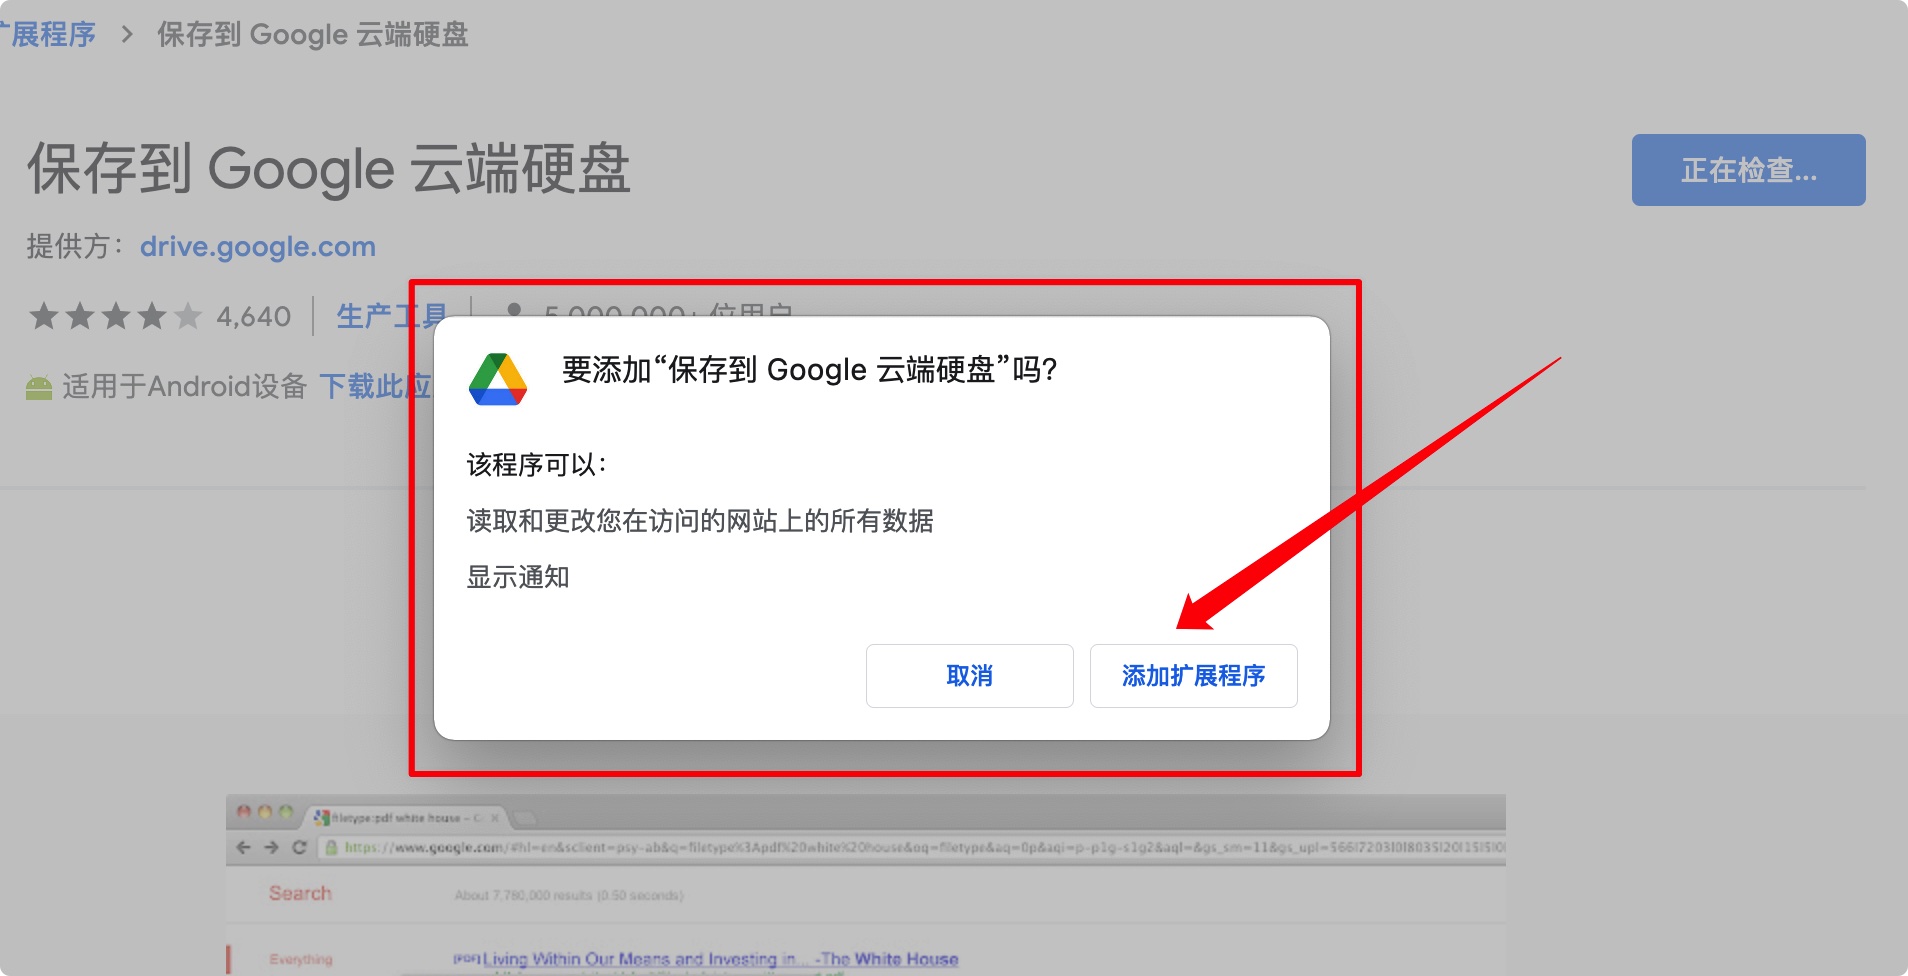 展程序 > 保存到 Google 云端硬盘
保存到 Google 云端硬盘
正在检查...
提供方： drive.google.com
4,640 生产工具 5,000,000+ 位用户
适用于Android设备 下载此应
要添加“保存到 Google 云端硬盘”吗?
该程序可以：
读取和更改您在访问的网站上的所有数据
显示通知
取消 添加扩展程序
filetype:pdf white house – G
https://www.google.com/#hl=en&sclient=psy-ab&q=filetype%3Apdf%20white%20house&oq=filetype&aq=0p&aqi=p-p1g-s1g2&aql=&gs_sm=11&gs_upl=
Search About 7,780,000 results (0.50 seconds)
Everything [PDF] Living Within Our Means and Investing in... -The White House